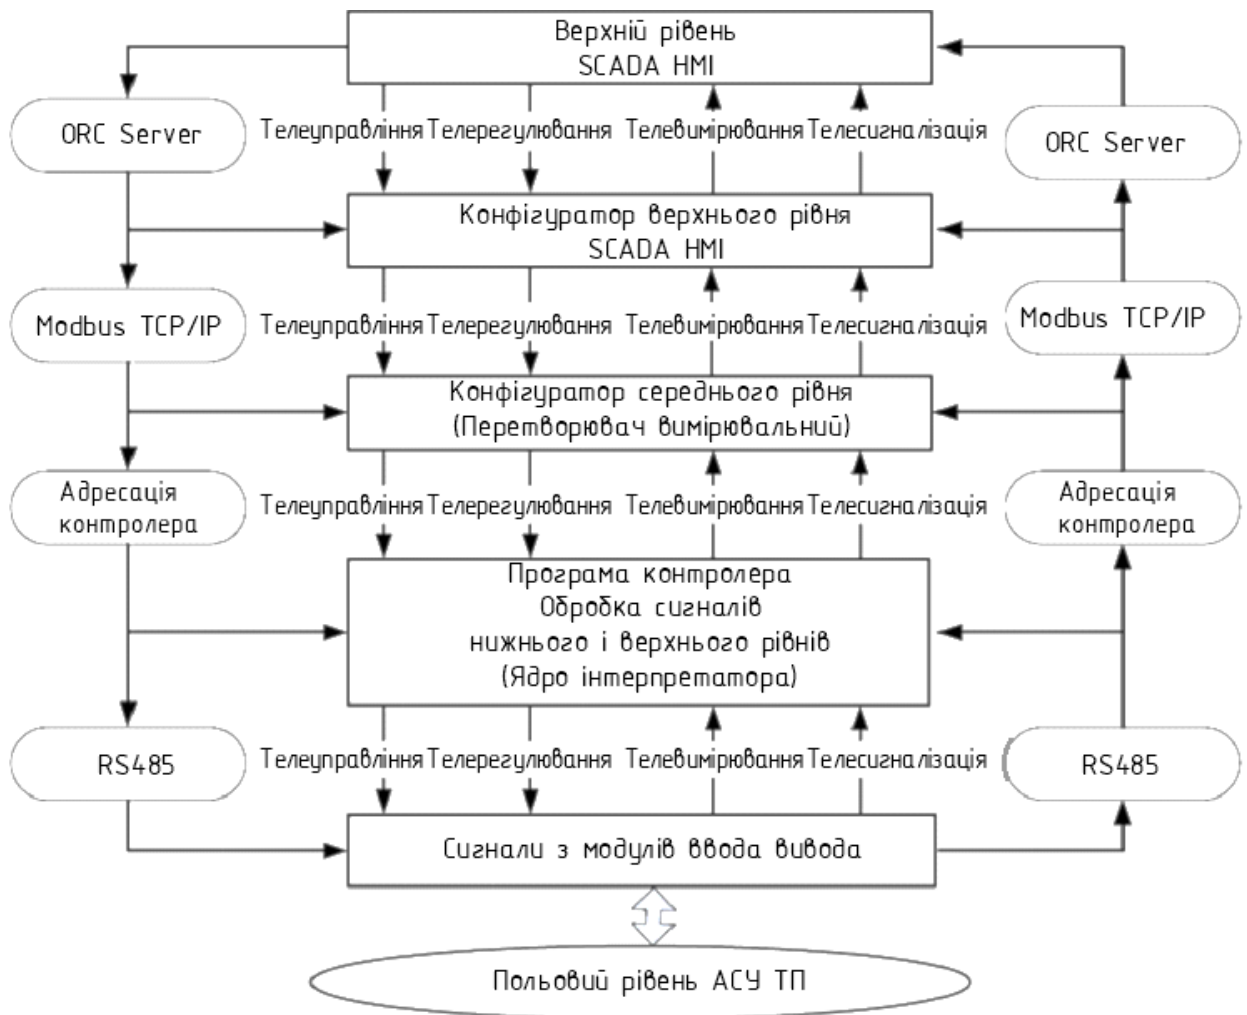 Верхній рівень
SCADA HMI
ORC Server
Телеуправління Телерегулювання Телевимірювання Телесигналізація
ORC Server
Конфігуратор верхнього рівня
SCADA HMI
Modbus TCP/IP
Телеуправління Телерегулювання Телевимірювання Телесигналізація
Modbus TCP/IP
Конфігуратор середнього рівня
(Перетворювач вимірювальний)
Адресація
контролера
Телеуправління Телерегулювання Телевимірювання Телесигналізація
Адресація
контролера
Програма контролера
Обробка сигналів
нижнього і верхнього рівнів
(Ядро інтерпретатора)
RS485
Телеуправління Телерегулювання Телевимірювання Телесигналізація
RS485
Сигнали з модулів ввода вивода
Польовий рівень АСУ ТП